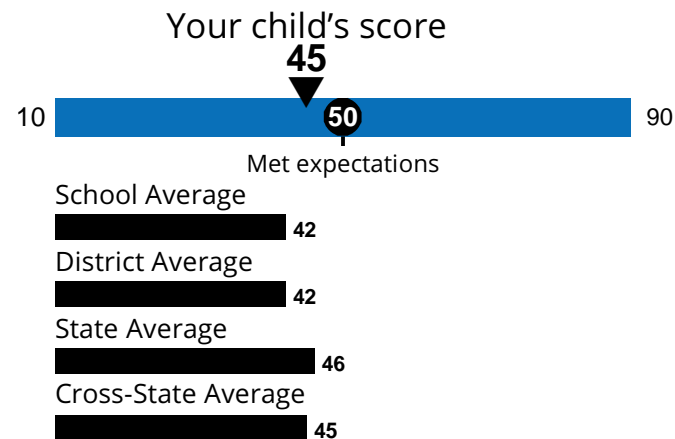 Your child’s score
45
10 50 90
Met expectations
School Average
42
District Average
42
State Average
46
Cross-State Average
45